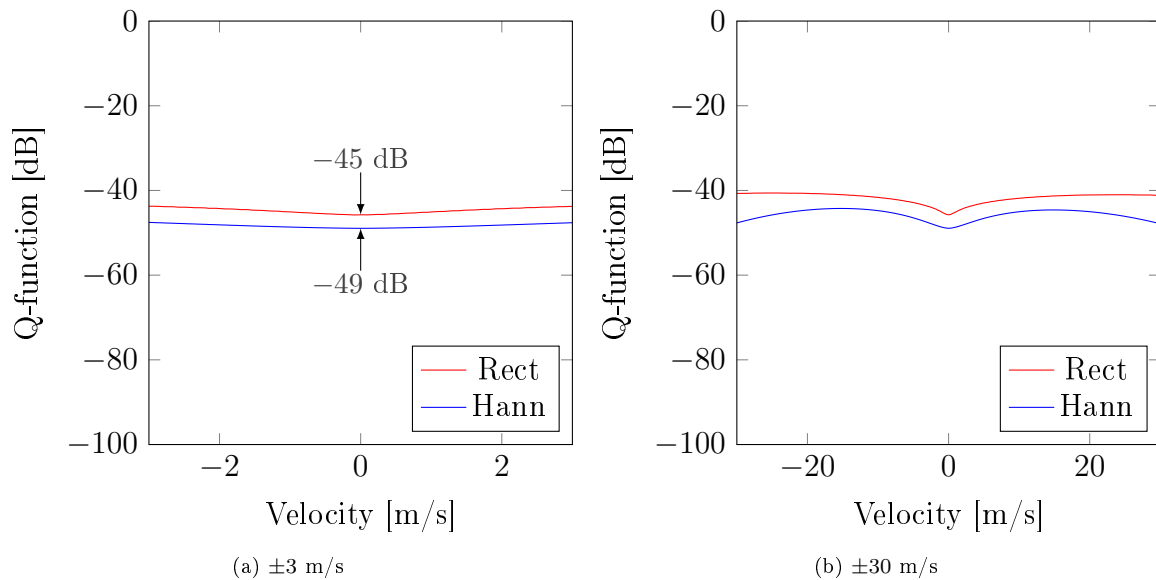 0
−20
−40
−60
−80
−100
Q-function [dB]
−45 dB
−49 dB
Rect
Hann
−2
0
2
Velocity [m/s]
(a) ±3 m/s
0
−20
−40
−60
−80
−100
Q-function [dB]
Rect
Hann
−20
0
20
Velocity [m/s]
(b) ±30 m/s